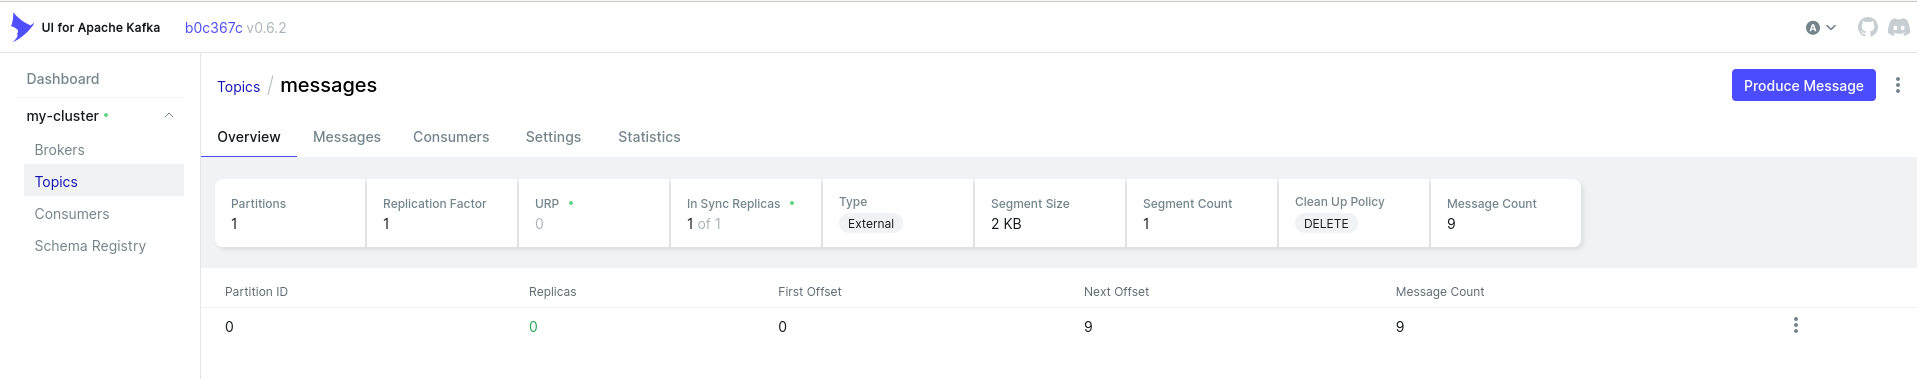 UI for Apache Kafka b0c367c v0.6.2 A
Dashboard
my-cluster
Brokers
Topics
Consumers
Schema Registry
Topics / messages Produce Message
Overview Messages Consumers Settings Statistics
Partitions Replication Factor URP In Sync Replicas Type Segment Size Segment Count Clean Up Policy Message Count
1 1 0 1 of 1 External 2 KB 1 DELETE 9
Partition ID Replicas First Offset Next Offset Message Count
0 0 0 9 9